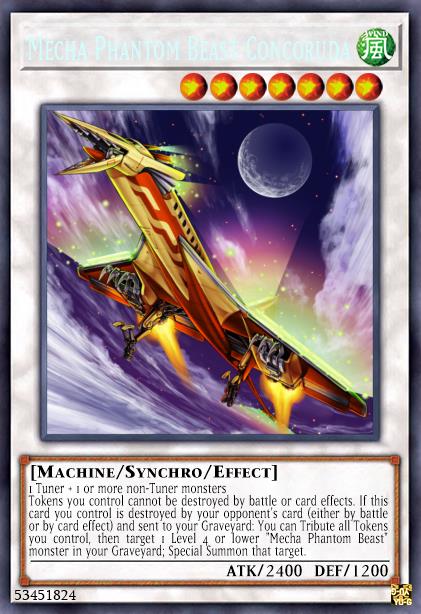 MECHA PHANTOM BEAST CONCORUDA
WIND
風
[MACHINE/SYNCHRO/EFFECT]
1 Tuner + 1 or more non-Tuner monsters
Tokens you control cannot be destroyed by battle or card effects. If this
card you control is destroyed by your opponent's card (either by battle
or by card effect) and sent to your Graveyard: You can Tribute all Tokens
you control, then target 1 Level 4 or lower "Mecha Phantom Beast"
monster in your Graveyard; Special Summon that target.
ATK/2400 DEF/1200
53451824